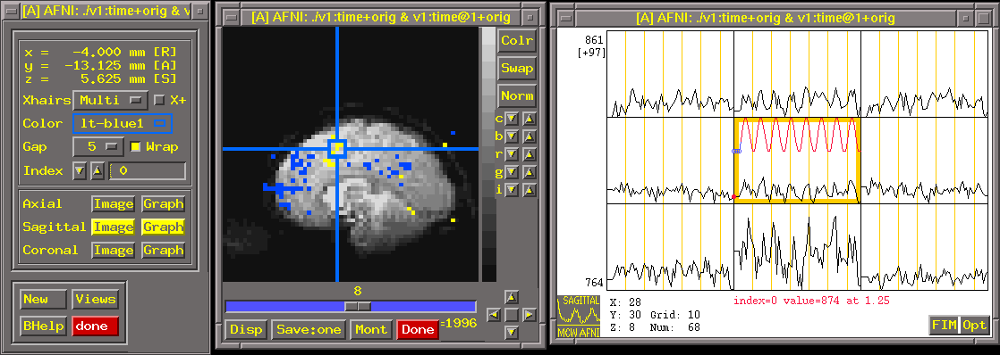 [A] AFNI: ./v1:time+orig & v
x = -4.000 mm [R]
y = -13.125 mm [A]
z = 5.625 mm [S]
Xhairs Multi X+
Color lt-blue1
Gap 5 Wrap
Index 0
Axial Image Graph
Sagittal Image Graph
Coronal Image Graph
New Views
BHelp done
[A] AFNI: ./v1:time+orig & v1:time@1+orig
Colr
Swap
Norm
c
b
r
g
i
8
Disp Save:one Mont Done =1996
[A] AFNI: ./v1:time+orig & v1:time@1+orig
861
[+97]
764
index=0 value=874 at 1.25
SAGITTAL
MCW AFNI
X: 28
Y: 30 Grid: 10
Z: 8 Num: 68
FIM Opt